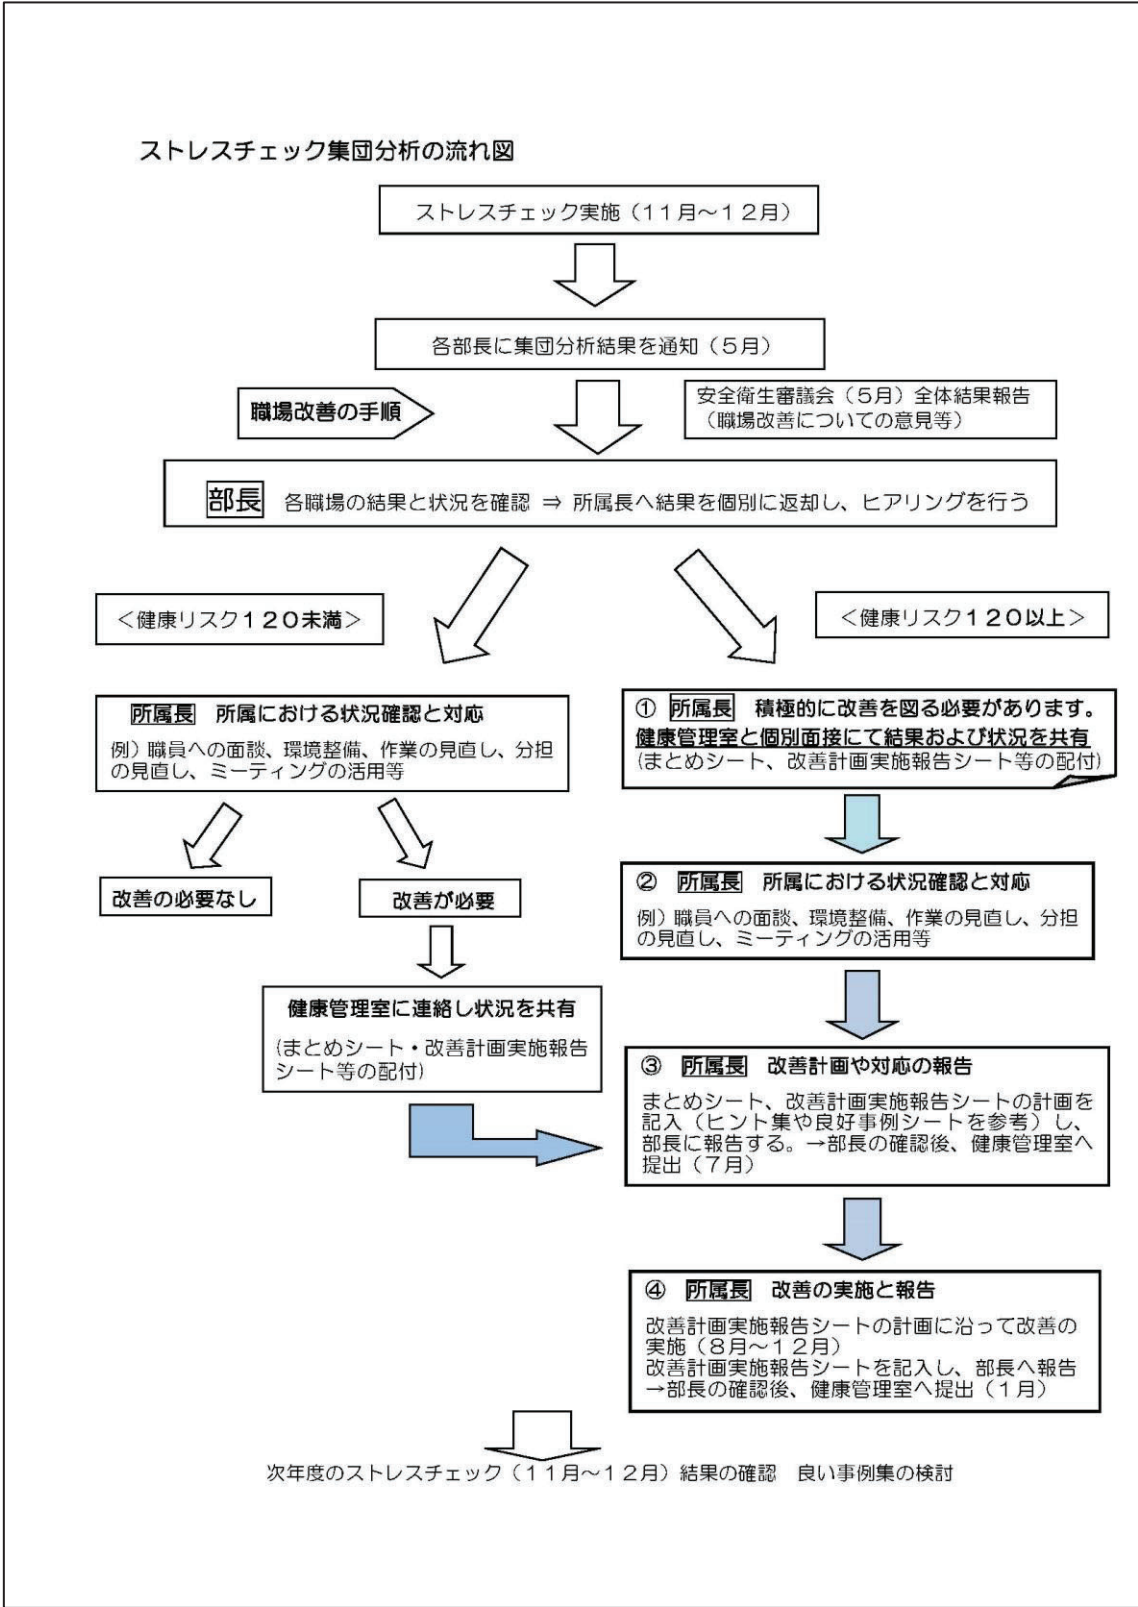 ストレスチェック集団分析の流れ図
ストレスチェック実施(11月~12月)
各部長に集団分析結果を通知(5月)
職場改善の手順
安全衛生審議会(5月)全体結果報告
(職場改善についての意見等)
部長 各職場の結果と状況を確認 ⇒ 所属長へ結果を個別に返却し、ヒアリングを行う
<健康リスク120未満>
<健康リスク120以上>
所属長 所属における状況確認と対応
例)職員への面談、環境整備、作業の見直し、分担
の見直し、ミーティングの活用等
改善の必要なし
改善が必要
健康管理室に連絡し状況を共有
(まとめシート・改善計画実施報告
シート等の配付)
① 所属長 積極的に改善を図る必要があります。
健康管理室と個別面接にて結果および状況を共有
(まとめシート、改善計画実施報告シート等の配付)
② 所属長 所属における状況確認と対応
例)職員への面談、環境整備、作業の見直し、分担
の見直し、ミーティングの活用等
③ 所属長 改善計画や対応の報告
まとめシート、改善計画実施報告シートの計画を
記入(ヒント集や良好事例シートを参考)し、
部長に報告する。→部長の確認後、健康管理室へ
提出(7月)
④ 所属長 改善の実施と報告
改善計画実施報告シートの計画に沿って改善の
実施(8月~12月)
改善計画実施報告シートを記入し、部長へ報告
→部長の確認後、健康管理室へ提出(1月)
次年度のストレスチェック(11月~12月)結果の確認 良い事例集の検討